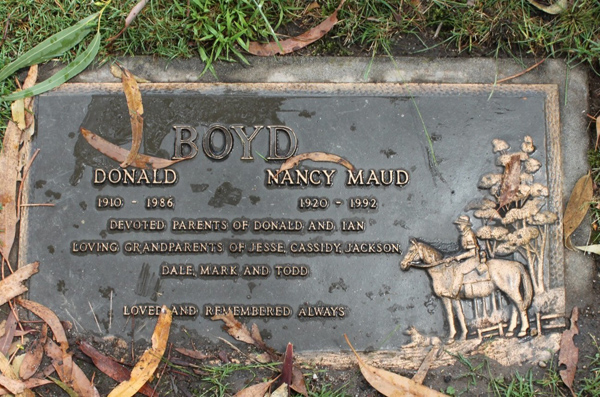 BOYD
DONALD NANCY MAUD
1910 - 1986 1920 - 1992
DEVOTED PARENTS OF DONALD AND IAN
LOVING GRANDPARENTS OF JESSE, CASSIDY, JACKSON,
DALE, MARK AND TODD
LOVED AND REMEMBERED ALWAYS